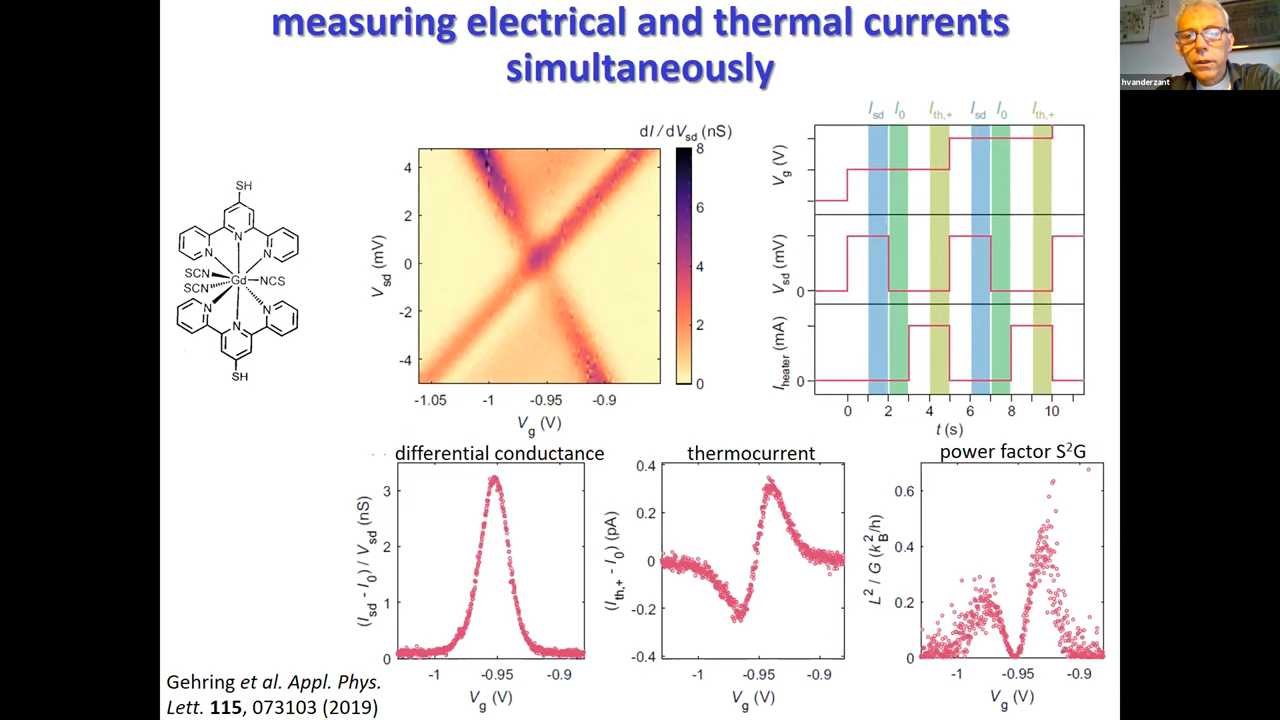 measuring electrical and thermal currents
simultaneously
hvanderzant
SH
N
N
N
SCN
SCN
Gd
NCS
N
N
N
SH
dI / dVsd (nS)
8
6
4
2
0
Vsd (mV)
4
2
0
-2
-4
-1.05
-1
-0.95
-0.9
Vg (V)
Isd
I0
Ith,+
Isd
I0
Ith,+
Vg (V)
Vsd (mV)
0
Iheater (mA)
0
0
2
4
6
8
10
t (s)
differential conductance
(Isd - I0) / Vsd (nS)
3
2
1
0
-1
-0.95
-0.9
Vg (V)
thermocurrent
(Ith,+ - I0) (pA)
0.4
0.2
0
-0.2
-0.4
-1
-0.95
-0.9
Vg (V)
power factor S²G
L² / G (k²B/h)
0.6
0.4
0.2
0
-1
-0.95
-0.9
Vg (V)
Gehring et al. Appl. Phys.
Lett. 115, 073103 (2019)